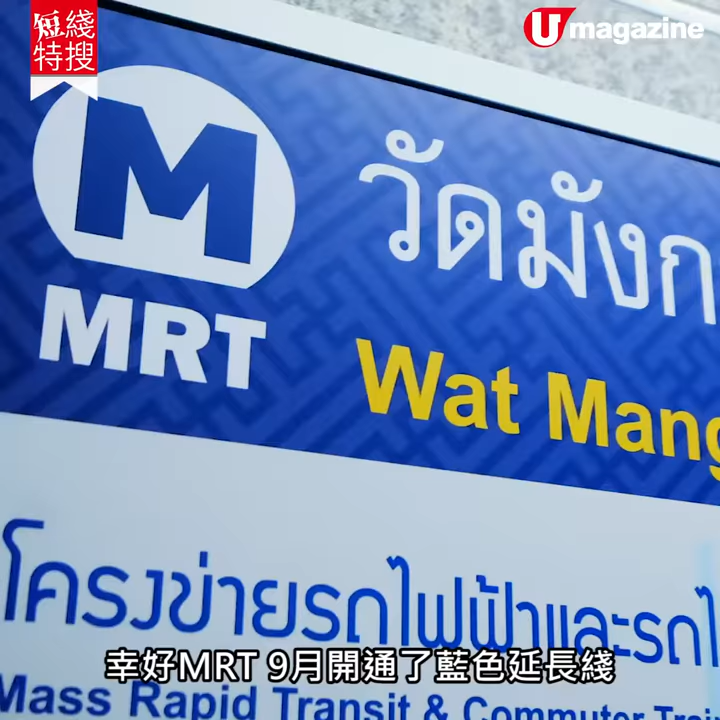 短綫
特搜
U magazine
M
MRT
วัดมังก
Wat Mang
โครงข่ายรถไฟฟ้าและรถไ
幸好MRT 9月開通了藍色延長綫
Mass Rapid Transit & Commuter Trai